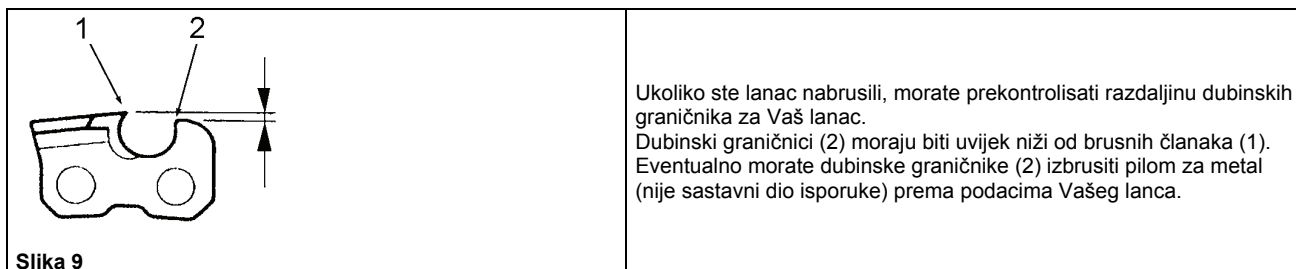 1 2
Slika 9
Ukoliko ste lanac nabrusili, morate prekontrolisati razdaljinu dubinskih
graničnika za Vaš lanac.
Dubinski graničnici (2) moraju biti uvijek niži od brusnih članaka (1).
Eventualno morate dubinske graničnike (2) izbrusiti pilom za metal
(nije sastavni dio isporuke) prema podacima Vašeg lanca.